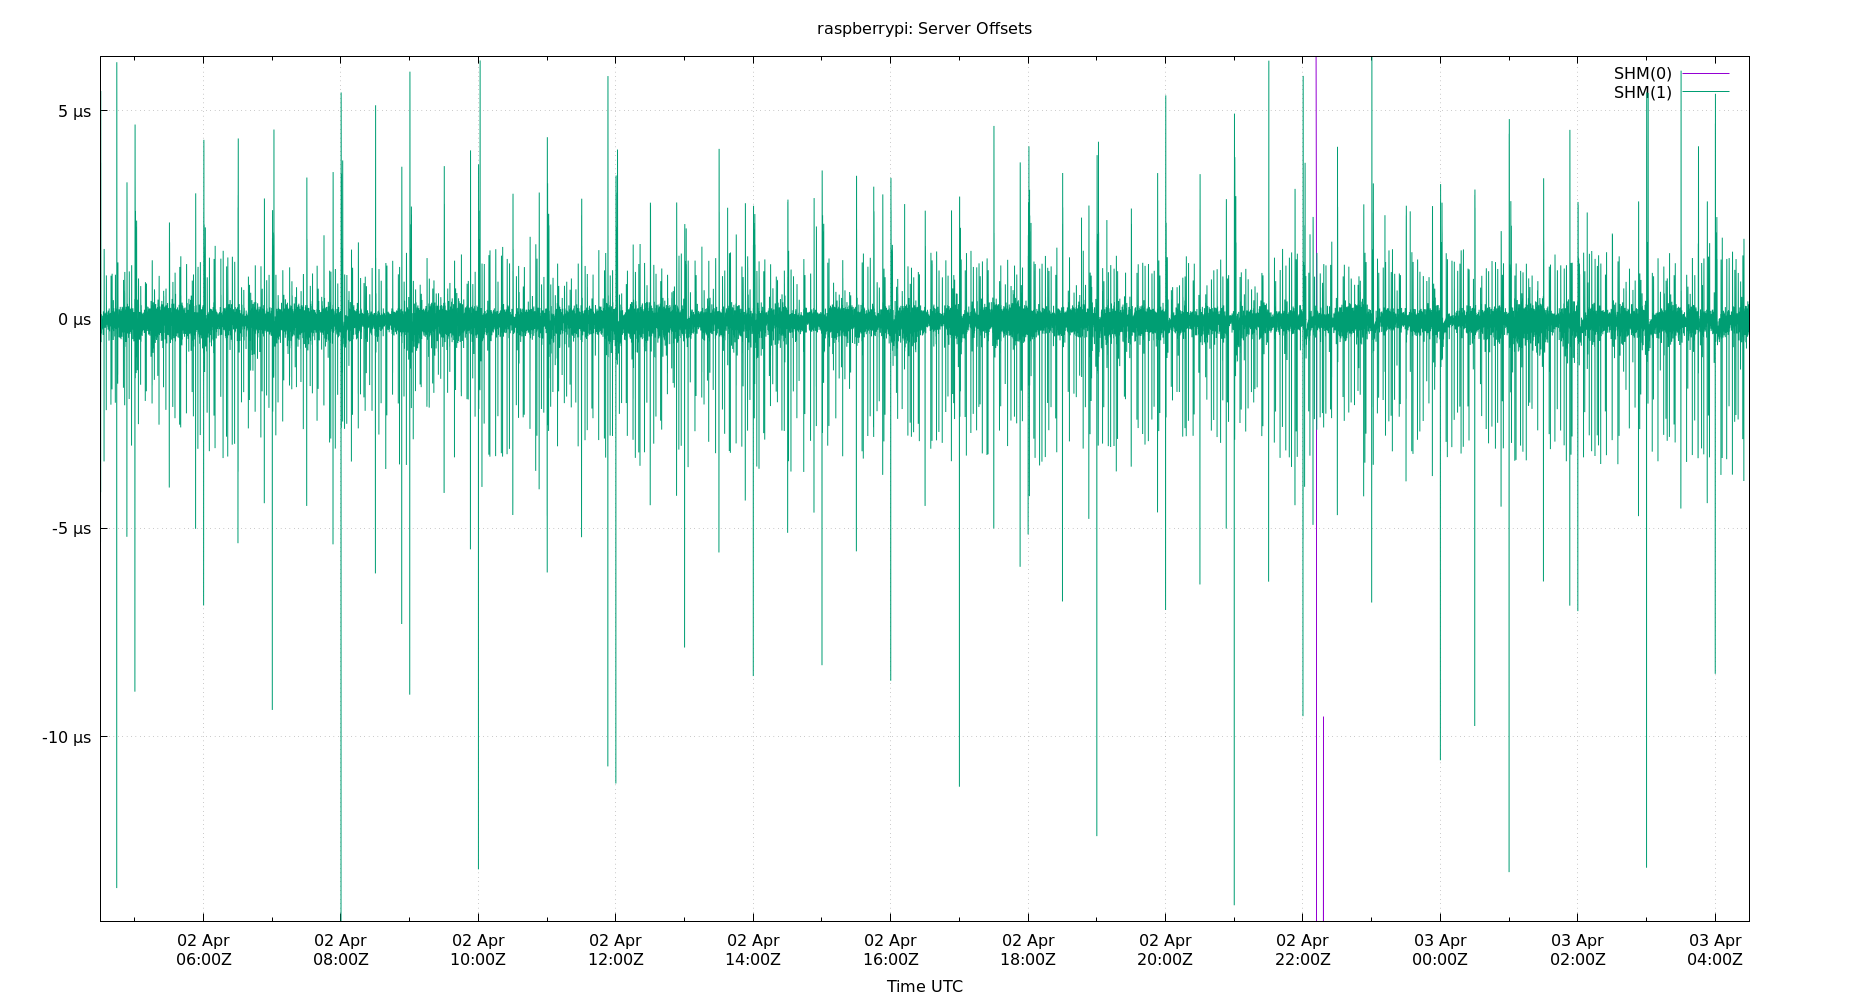 raspberrypi: Server Offsets
SHM(0)
SHM(1)
5 µs
0 µs
-5 µs
-10 µs
02 Apr 02 Apr 02 Apr 02 Apr 02 Apr 02 Apr 02 Apr 02 Apr 02 Apr 03 Apr 03 Apr 03 Apr
06:00Z 08:00Z 10:00Z 12:00Z 14:00Z 16:00Z 18:00Z 20:00Z 22:00Z 00:00Z 02:00Z 04:00Z
Time UTC